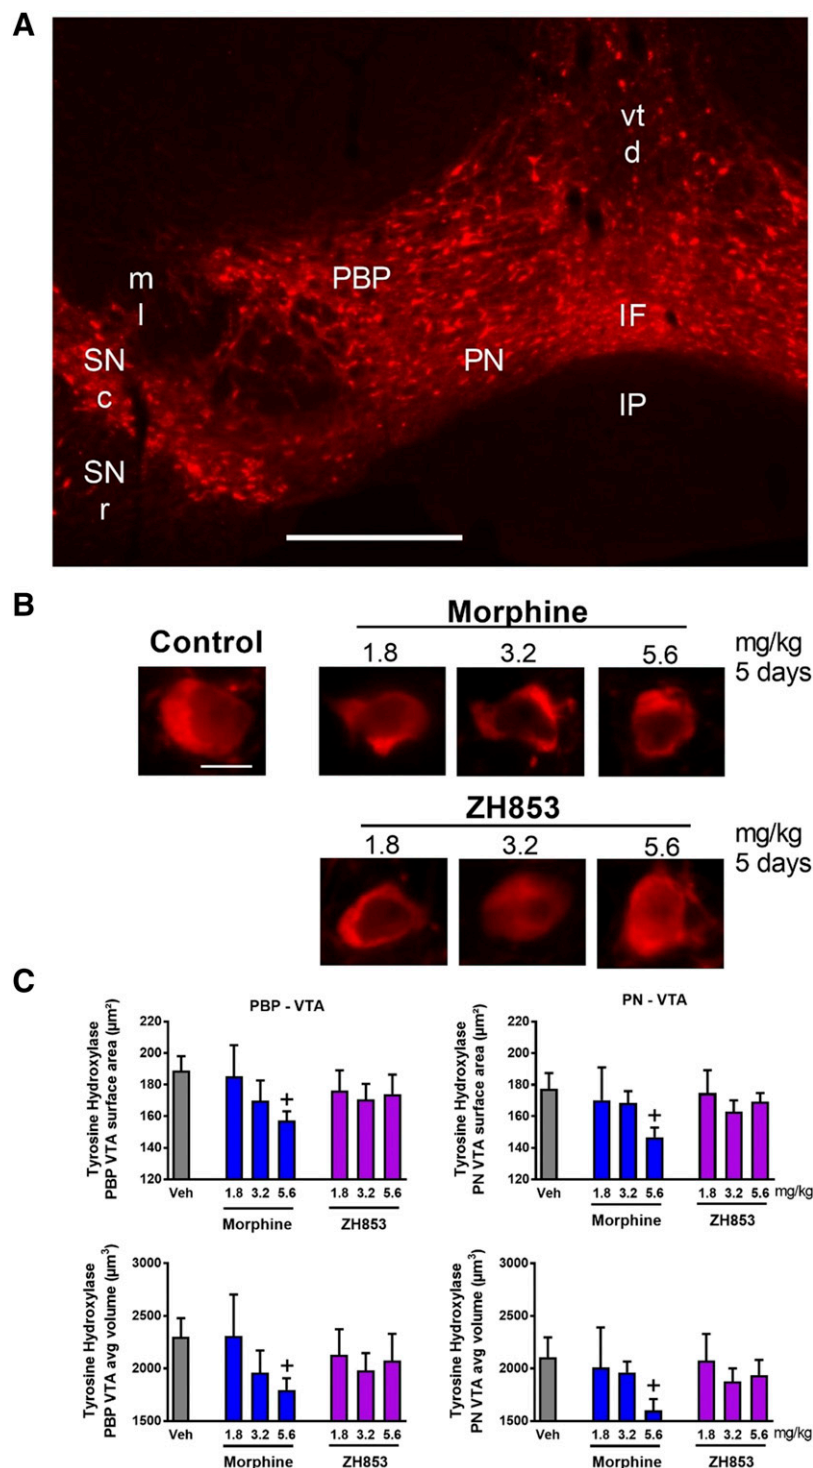 A
vt
d
m
l
PBP
IF
SN
c
PN
IP
SN
r
B
Control
Morphine
1.8 3.2 5.6
mg/kg
5 days
ZH853
1.8 3.2 5.6
mg/kg
5 days
C
PBP - VTA
Tyrosine Hydroxylase
PBP VTA surface area (µm²)
220
200
180
160
140
120
+
Veh 1.8 3.2 5.6 1.8 3.2 5.6
Morphine ZH853
PN - VTA
Tyrosine Hydroxylase
PN VTA surface area (µm²)
220
200
180
160
140
120
+
Veh 1.8 3.2 5.6 1.8 3.2 5.6 mg/kg
Morphine ZH853
Tyrosine Hydroxylase
PBP VTA avg volume (µm³)
3000
2500
2000
1500
+
Veh 1.8 3.2 5.6 1.8 3.2 5.6
Morphine ZH853
Tyrosine Hydroxylase
PN VTA avg volume (µm³)
3000
2500
2000
1500
+
Veh 1.8 3.2 5.6 1.8 3.2 5.6 mg/kg
Morphine ZH853